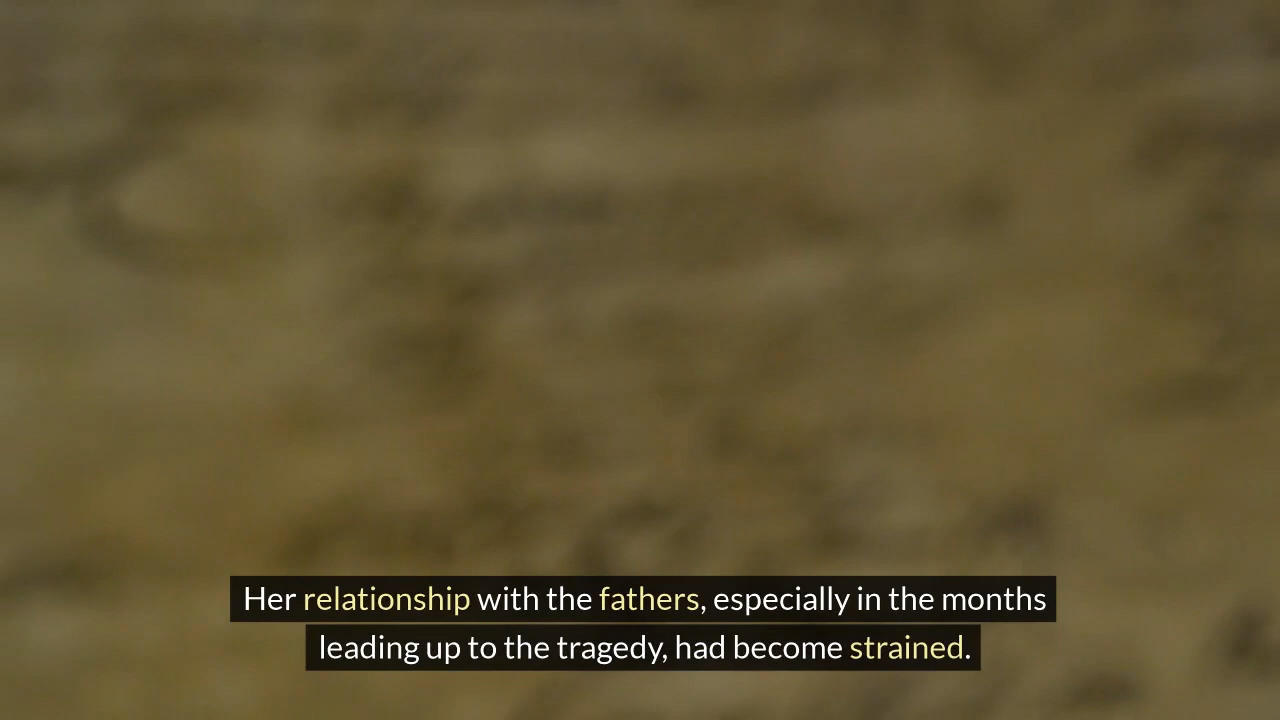 Her relationship with the fathers, especially in the months
leading up to the tragedy, had become strained.